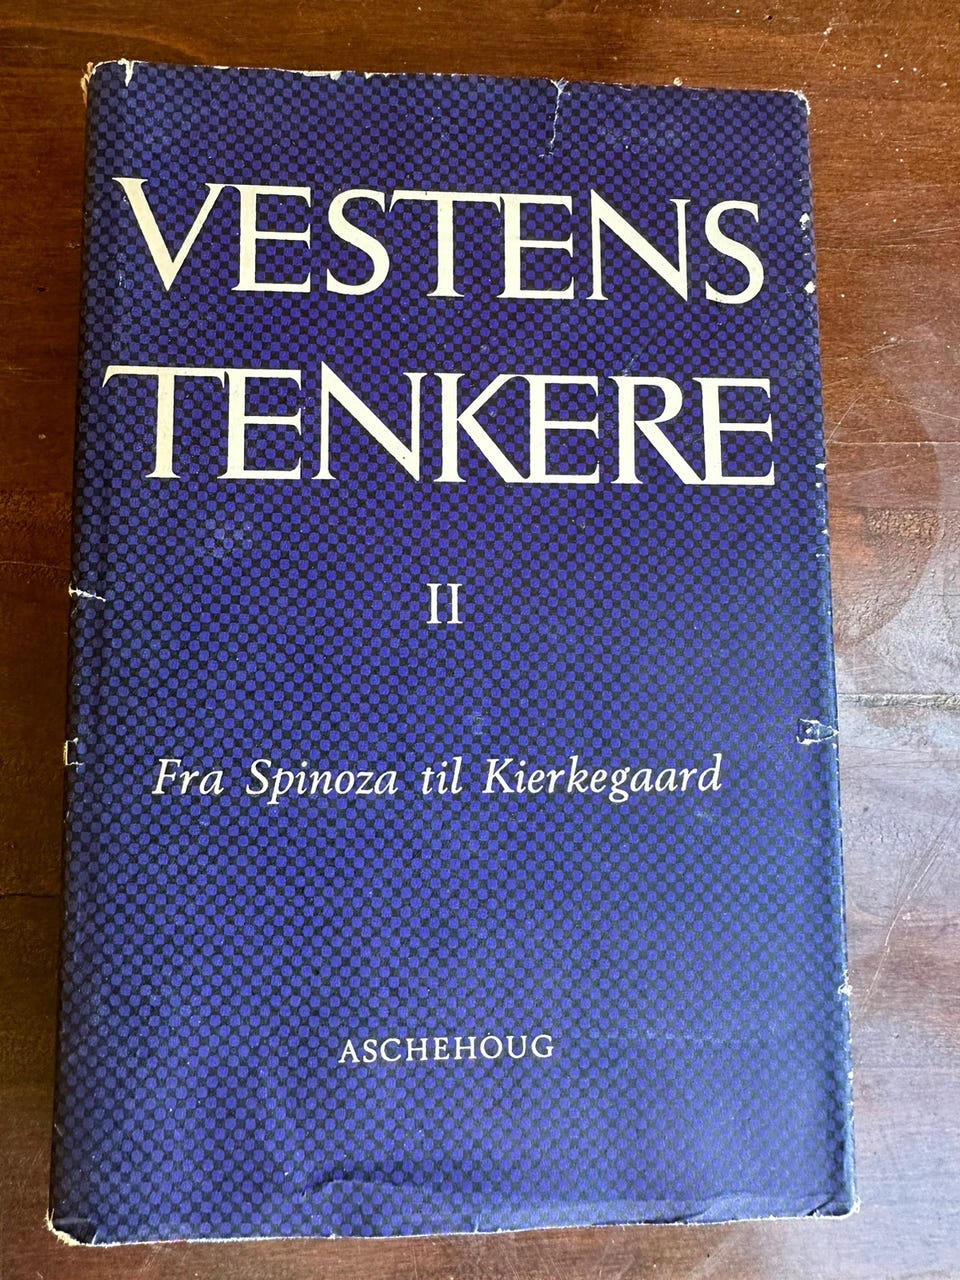 VESTENS
TENKERE
II
Fra Spinoza til Kierkegaard
ASCHEHOUG